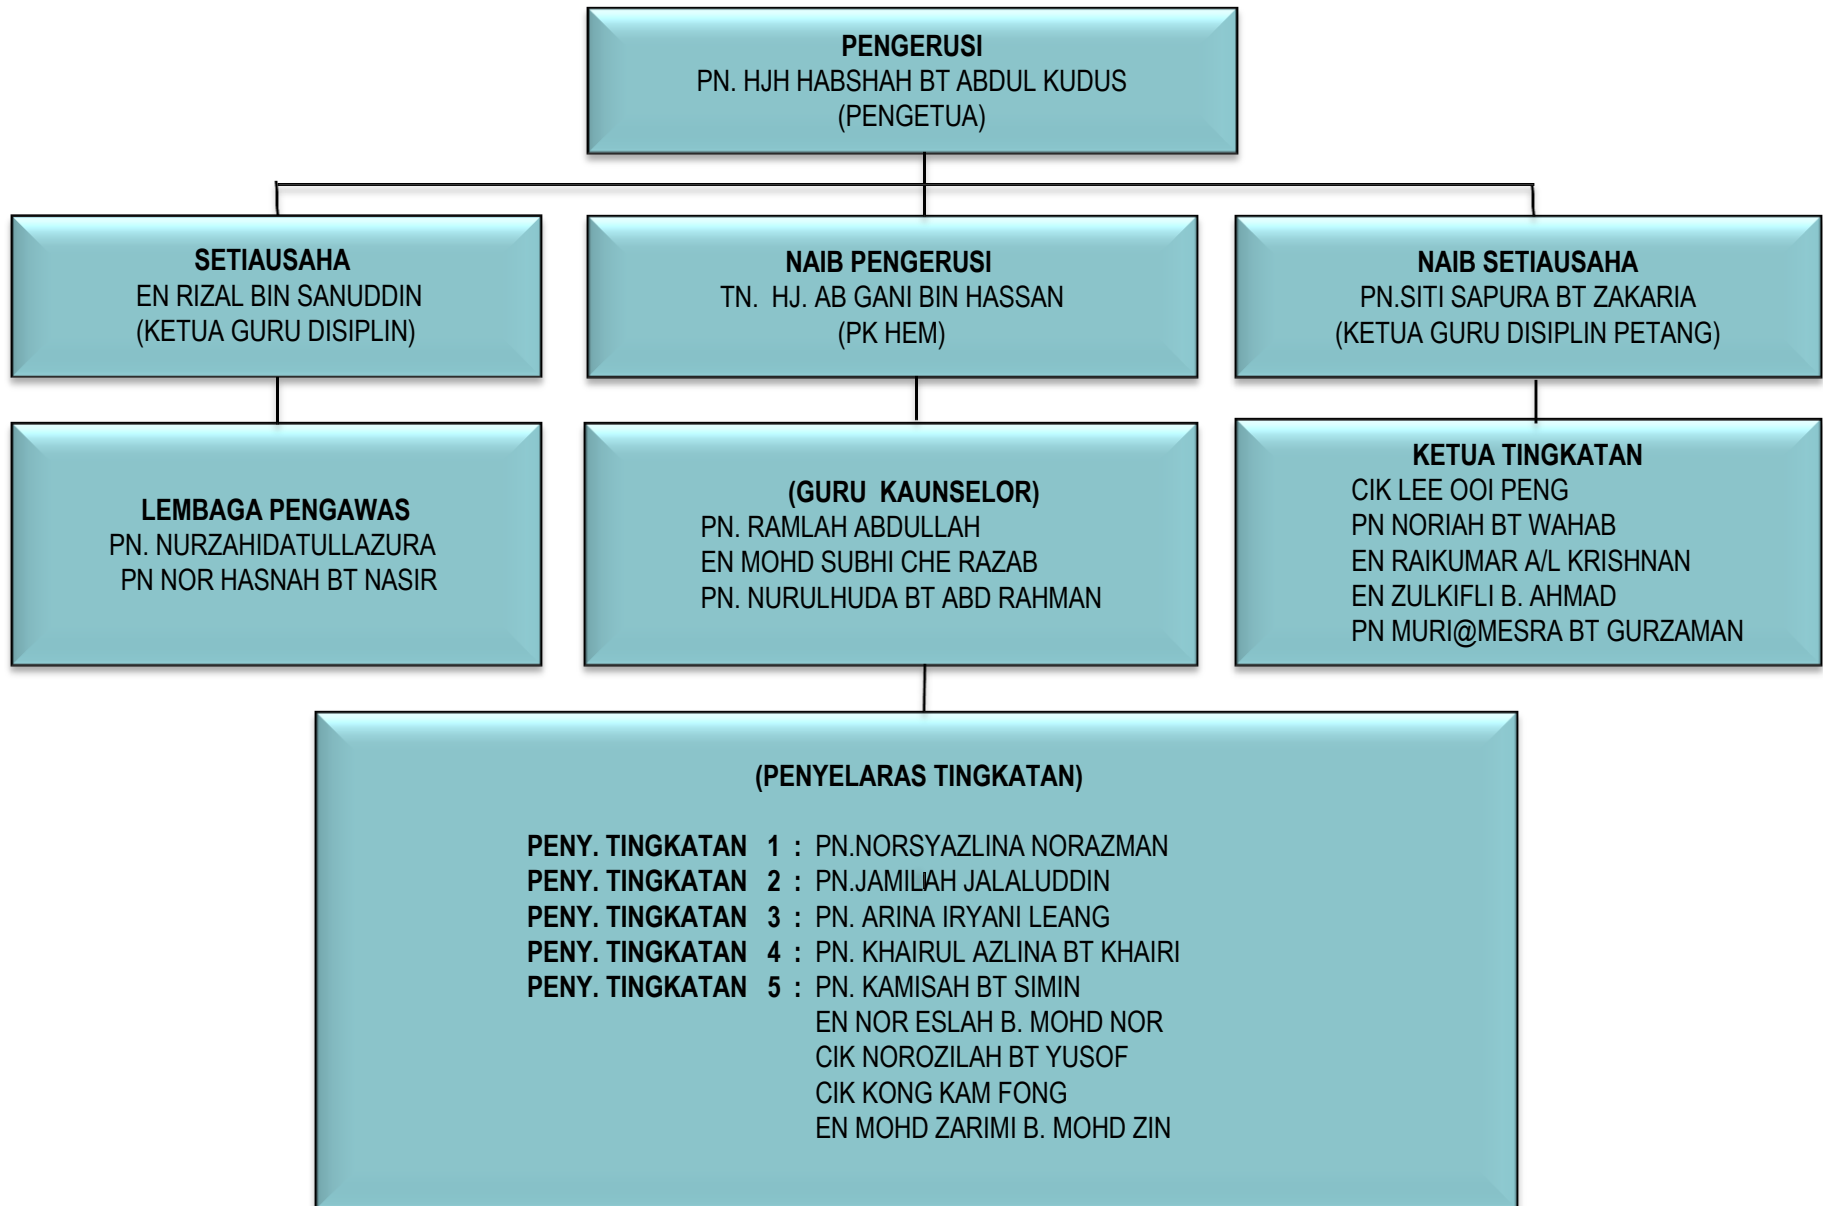 PENGERUSI
PN. HJH HABSHAH BT ABDUL KUDUS
(PENGETUA)
SETIAUSAHA
EN RIZAL BIN SANUDDIN
(KETUA GURU DISIPLIN)
NAIB PENGERUSI
TN. HJ. AB GANI BIN HASSAN
(PK HEM)
NAIB SETIAUSAHA
PN.SITI SAPURA BT ZAKARIA
(KETUA GURU DISIPLIN PETANG)
LEMBAGA PENGAWAS
PN. NURZAHIDATULLAZURA
PN NOR HASNAH BT NASIR
(GURU KAUNSELOR)
PN. RAMLAH ABDULLAH
EN MOHD SUBHI CHE RAZAB
PN. NURULHUDA BT ABD RAHMAN
KETUA TINGKATAN
CIK LEE OOI PENG
PN NORIAH BT WAHAB
EN RAIKUMAR A/L KRISHNAN
EN ZULKIFLI B. AHMAD
PN MURI@MESRA BT GURZAMAN
(PENYELARAS TINGKATAN)
PENY. TINGKATAN 1 : PN.NORSYAZLINA NORAZMAN
PENY. TINGKATAN 2 : PN.JAMILAH JALALUDDIN
PENY. TINGKATAN 3 : PN. ARINA IRYANI LEANG
PENY. TINGKATAN 4 : PN. KHAIRUL AZLINA BT KHAIRI
PENY. TINGKATAN 5 : PN. KAMISAH BT SIMIN
EN NOR ESLAH B. MOHD NOR
CIK NOROZILAH BT YUSOF
CIK KONG KAM FONG
EN MOHD ZARIMI B. MOHD ZIN